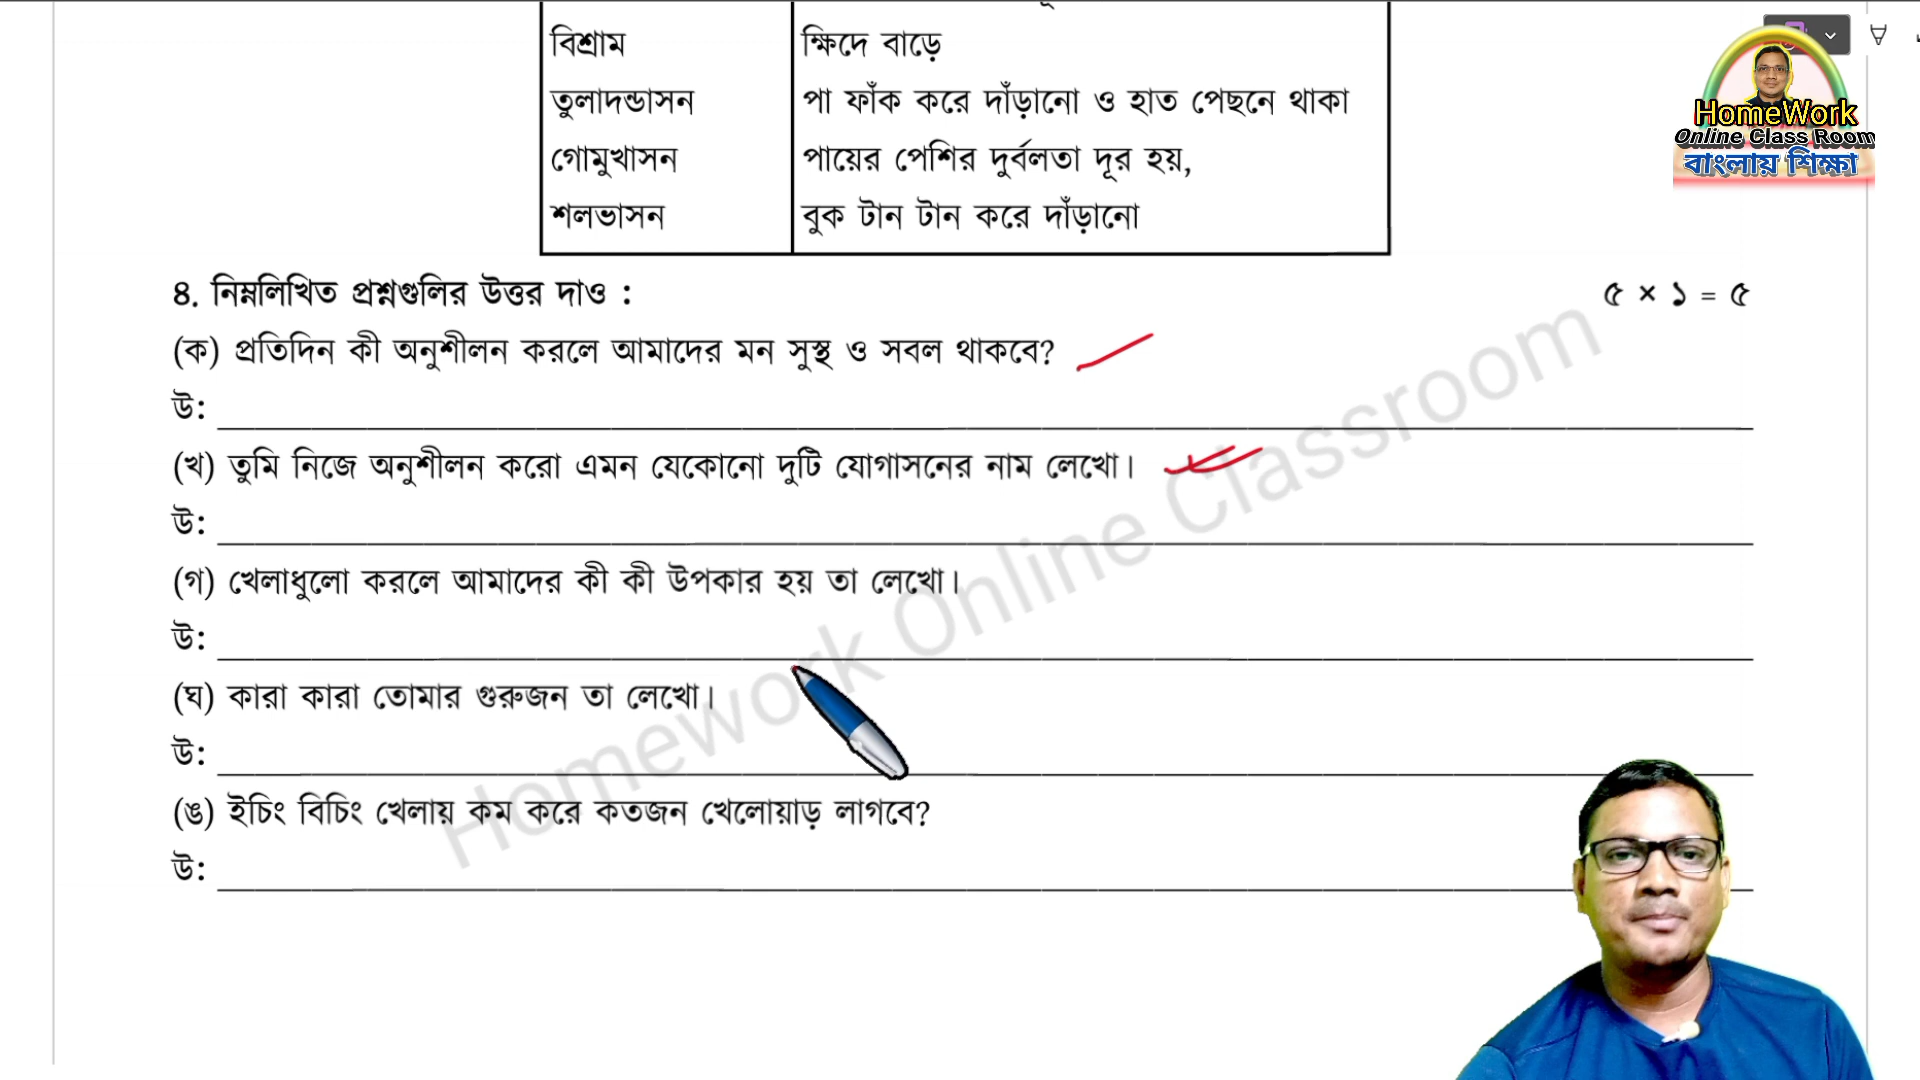 বিশ্রাম	ক্ষিদে বাড়ে
তুলাদন্ডাসন	পা ফাঁক করে দাঁড়ানো ও হাত পেছনে থাকা
গোমুখাসন	পায়ের পেশির দুর্বলতা দূর হয়,
শলভাসন	বুক টান টান করে দাঁড়ানো
HomeWork
Online Class Room
বাংলায় শিক্ষা
৪. নিম্নলিখিত প্রশ্নগুলির উত্তর দাও : ৫ × ১ = ৫
(ক) প্রতিদিন কী অনুশীলন করলে আমাদের মন সুস্থ ও সবল থাকবে?
উ:
(খ) তুমি নিজে অনুশীলন করো এমন যেকোনো দুটি যোগাসনের নাম লেখো।
উ:
(গ) খেলাধুলো করলে আমাদের কী কী উপকার হয় তা লেখো।
উ:
(ঘ) কারা কারা তোমার গুরুজন তা লেখো।
উ:
(ঙ) ইচিং বিচিং খেলায় কম করে কতজন খেলোয়াড় লাগবে?
উ:
Homework Online Classroom